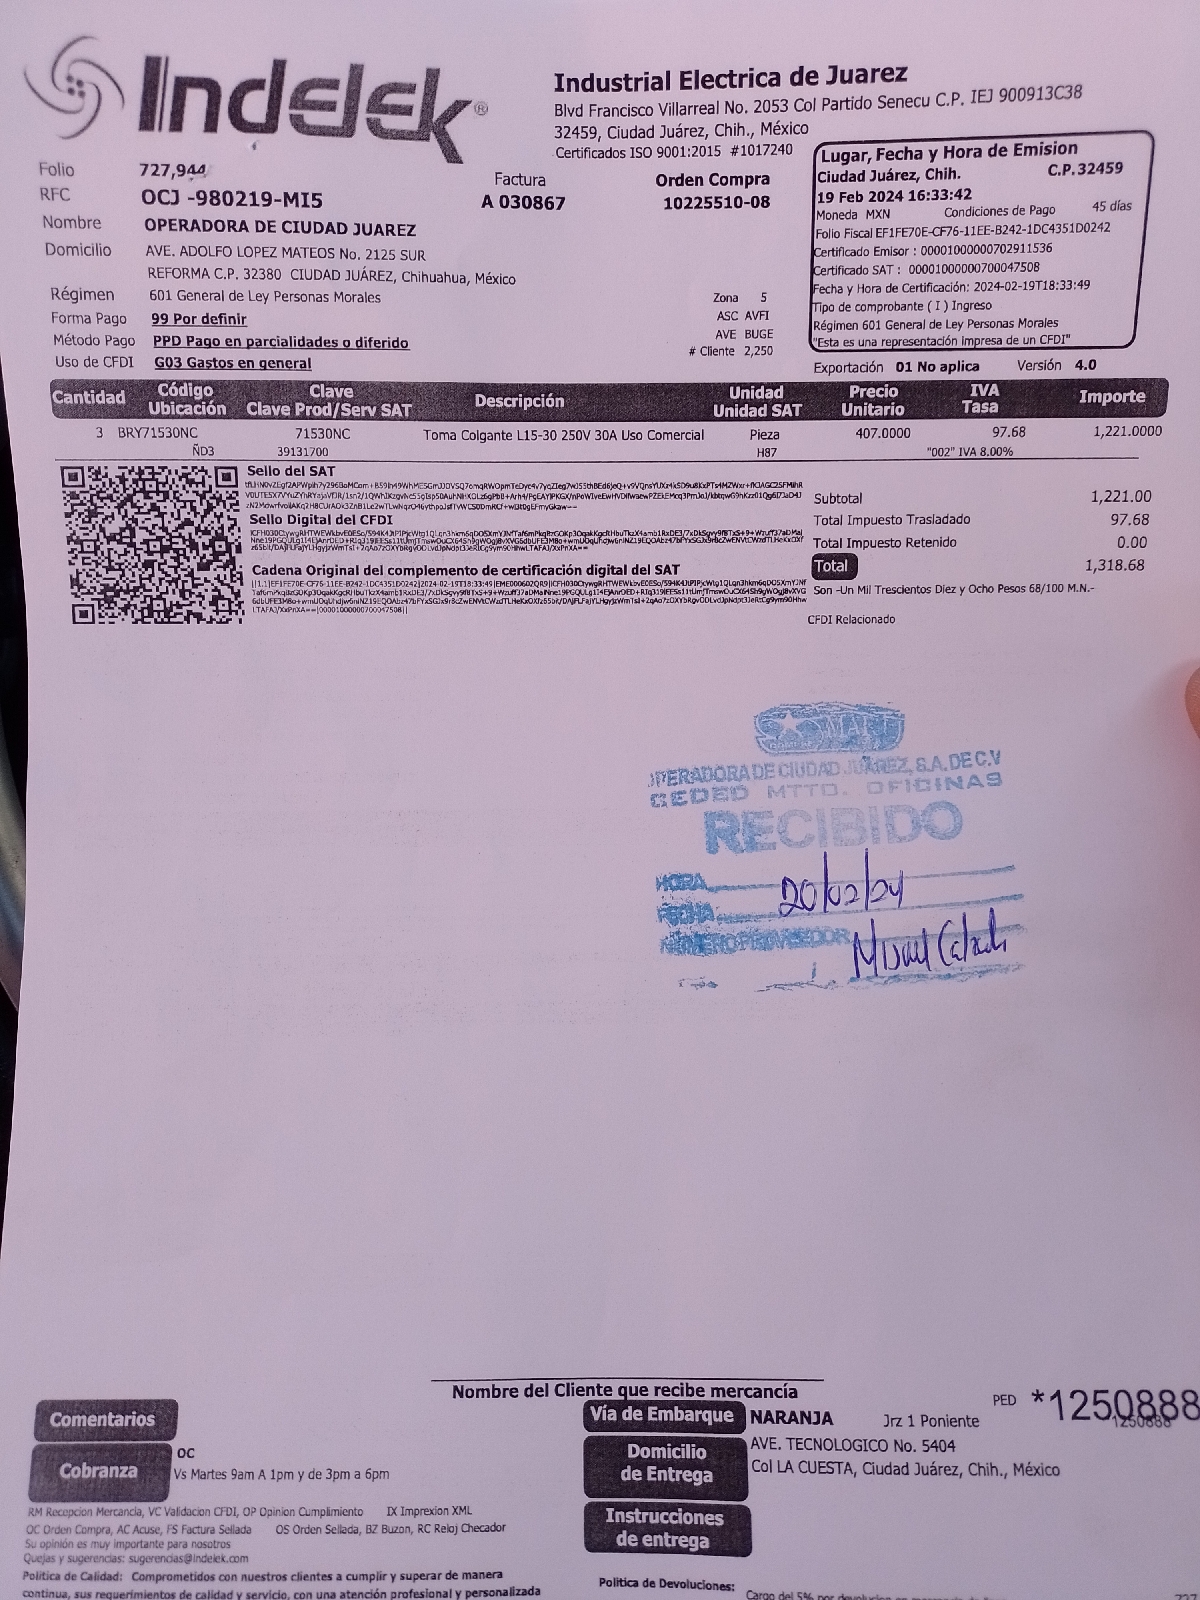 Indelek®
Industrial Electrica de Juarez
Blvd Francisco Villarreal No. 2053 Col Partido Senecu C.P. IEJ 900913C38
32459, Ciudad Juárez, Chih., México
Certificados ISO 9001:2015 #1017240
Folio 727,944
RFC OCJ -980219-MI5
Nombre OPERADORA DE CIUDAD JUAREZ
Domicilio AVE. ADOLFO LOPEZ MATEOS No. 2125 SUR
REFORMA C.P. 32380 CIUDAD JUÁREZ, Chihuahua, México
Régimen 601 General de Ley Personas Morales
Forma Pago 99 Por definir
Método Pago PPD Pago en parcialidades o diferido
Uso de CFDI G03 Gastos en general
Factura
A 030867
Orden Compra
10225510-08
Zona 5
ASC AVFI
AVE BUGE
# Cliente 2,250
Lugar, Fecha y Hora de Emision
Ciudad Juárez, Chih. C.P. 32459
19 Feb 2024 16:33:42
Moneda MXN Condiciones de Pago 45 días
Folio Fiscal EF1FE70E-CF76-11EE-B242-1DC4351D0242
Certificado Emisor : 00001000000702911536
Certificado SAT : 00001000000700047508
Fecha y Hora de Certificación: 2024-02-19T18:33:49
Tipo de comprobante ( I ) Ingreso
Régimen 601 General de Ley Personas Morales
"Esta es una representación impresa de un CFDI"
Exportación 01 No aplica Versión 4.0
Cantidad Código Ubicación Clave Clave Prod/Serv SAT Descripción Unidad Unidad SAT Precio Unitario IVA Tasa Importe
3 BRY71530NC 71530NC Toma Colgante L15-30 250V 30A Uso Comercial Pieza 407.0000 97.68 1,221.0000
ÑD3 39131700 H87 "002" IVA 8.00%
Sello del SAT
Sello Digital del CFDI
Cadena Original del complemento de certificación digital del SAT
Subtotal 1,221.00
Total Impuesto Trasladado 97.68
Total Impuesto Retenido 0.00
Total 1,318.68
Son -Un Mil Trescientos Diez y Ocho Pesos 68/100 M.N.-
CFDI Relacionado
SMART
OPERADORA DE CIUDAD JUÁREZ, S.A. DE C.V
CEDED MTTO. OFICINAS
RECIBIDO
HORA
FECHA 20/02/24
NUMERO PROVEEDOR
Nombre del Cliente que recibe mercancía
PED *1250888
1250888
Comentarios
Cobranza
OC
Vs Martes 9am A 1pm y de 3pm a 6pm
Vía de Embarque NARANJA Jrz 1 Poniente
Domicilio de Entrega AVE. TECNOLOGICO No. 5404
Col LA CUESTA, Ciudad Juárez, Chih., México
Instrucciones de entrega
RM Recepcion Mercancia, VC Validacion CFDI, OP Opinion Cumplimiento IX Imprexion XML
OC Orden Compra, AC Acuse, FS Factura Sellada OS Orden Sellada, BZ Buzon, RC Reloj Checador
Su opinión es muy importante para nosotros
Quejas y sugerencias: sugerencias@indelek.com
Politica de Calidad: Comprometidos con nuestros clientes a cumplir y superar de manera
continua, sus requerimientos de calidad y servicio, con una atención profesional y personalizada
Politica de Devoluciones: